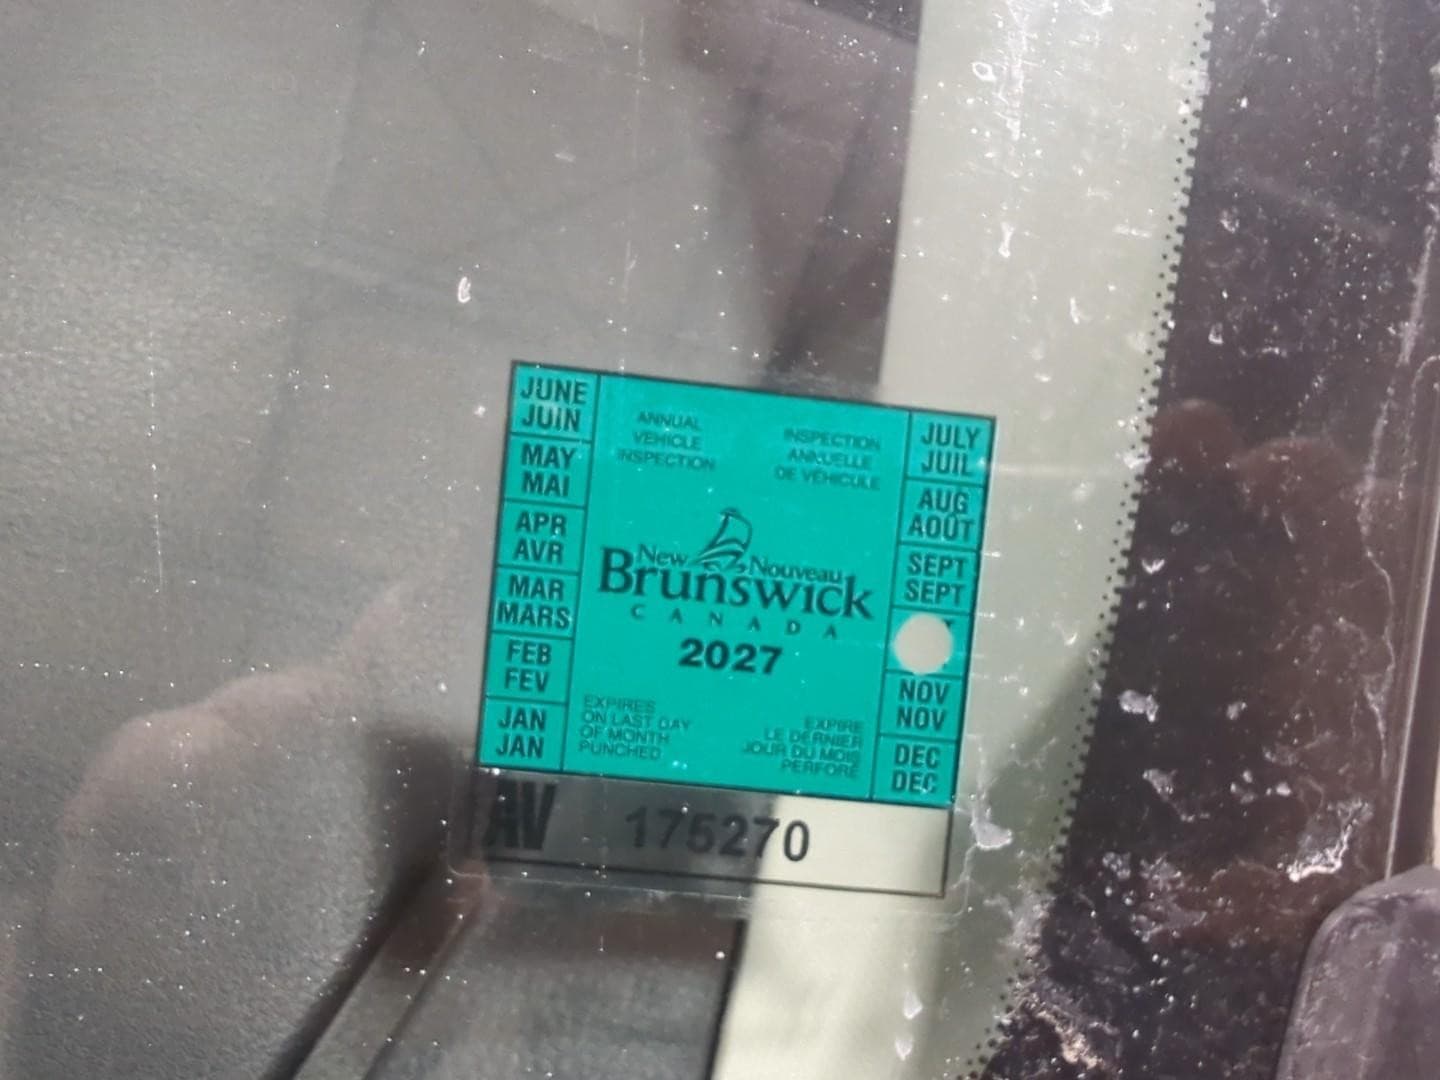 JUNE
JUIN
MAY
MAI
APR
AVR
MAR
MARS
FEB
FEV
JAN
JAN
ANNUAL
VEHICLE
INSPECTION
INSPECTION
ANNUELLE
DE VÉHICULE
New Nouveau
Brunswick
CANADA
2027
EXPIRES
ON LAST DAY
OF MONTH
PUNCHED
EXPIRE
LE DERNIER
JOUR DU MOIS
PERFORÉ
JULY
JUIL
AUG
AOÛT
SEPT
SEPT
NOV
NOV
DEC
DEC
175270